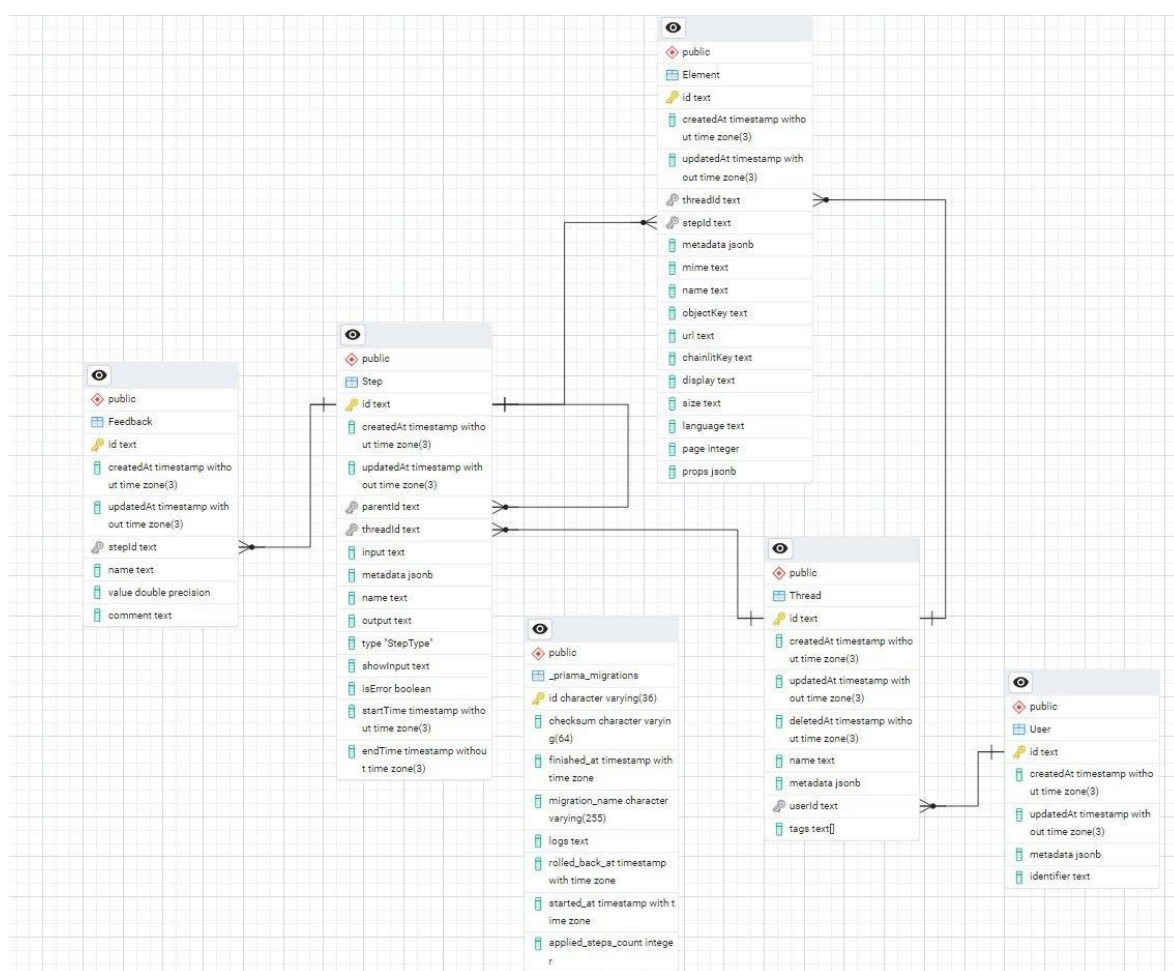 public
Element
id text
createdAt timestamp witho
ut time zone(3)
updatedAt timestamp with
out time zone(3)
threadId text
stepId text
metadata jsonb
mime text
name text
objectKey text
url text
chainlitKey text
display text
size text
language text
page integer
props jsonb
public
Step
id text
createdAt timestamp witho
ut time zone(3)
updatedAt timestamp with
out time zone(3)
parentId text
threadId text
input text
metadata jsonb
name text
output text
type "StepType"
showInput text
isError boolean
startTime timestamp witho
ut time zone(3)
endTime timestamp withou
t time zone(3)
public
Feedback
id text
createdAt timestamp witho
ut time zone(3)
updatedAt timestamp with
out time zone(3)
stepId text
name text
value double precision
comment text
public
Thread
id text
createdAt timestamp witho
ut time zone(3)
updatedAt timestamp with
out time zone(3)
deletedAt timestamp witho
ut time zone(3)
name text
metadata jsonb
userId text
tags text[]
public
_prisma_migrations
id character varying(36)
checksum character varyin
g(64)
finished_at timestamp with
time zone
migration_name character
varying(255)
logs text
rolled_back_at timestamp
with time zone
started_at timestamp with t
ime zone
applied_steps_count intege
r
public
User
id text
createdAt timestamp witho
ut time zone(3)
updatedAt timestamp with
out time zone(3)
metadata jsonb
identifier text